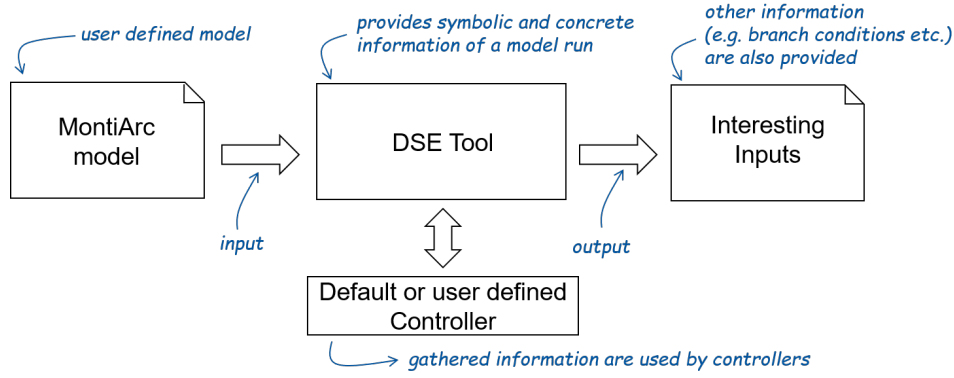 user defined model
provides symbolic and concrete
information of a model run
other information
(e.g. branch conditions etc.)
are also provided
MontiArc
model
DSE Tool
Interesting
Inputs
input
output
Default or user defined
Controller
gathered information are used by controllers